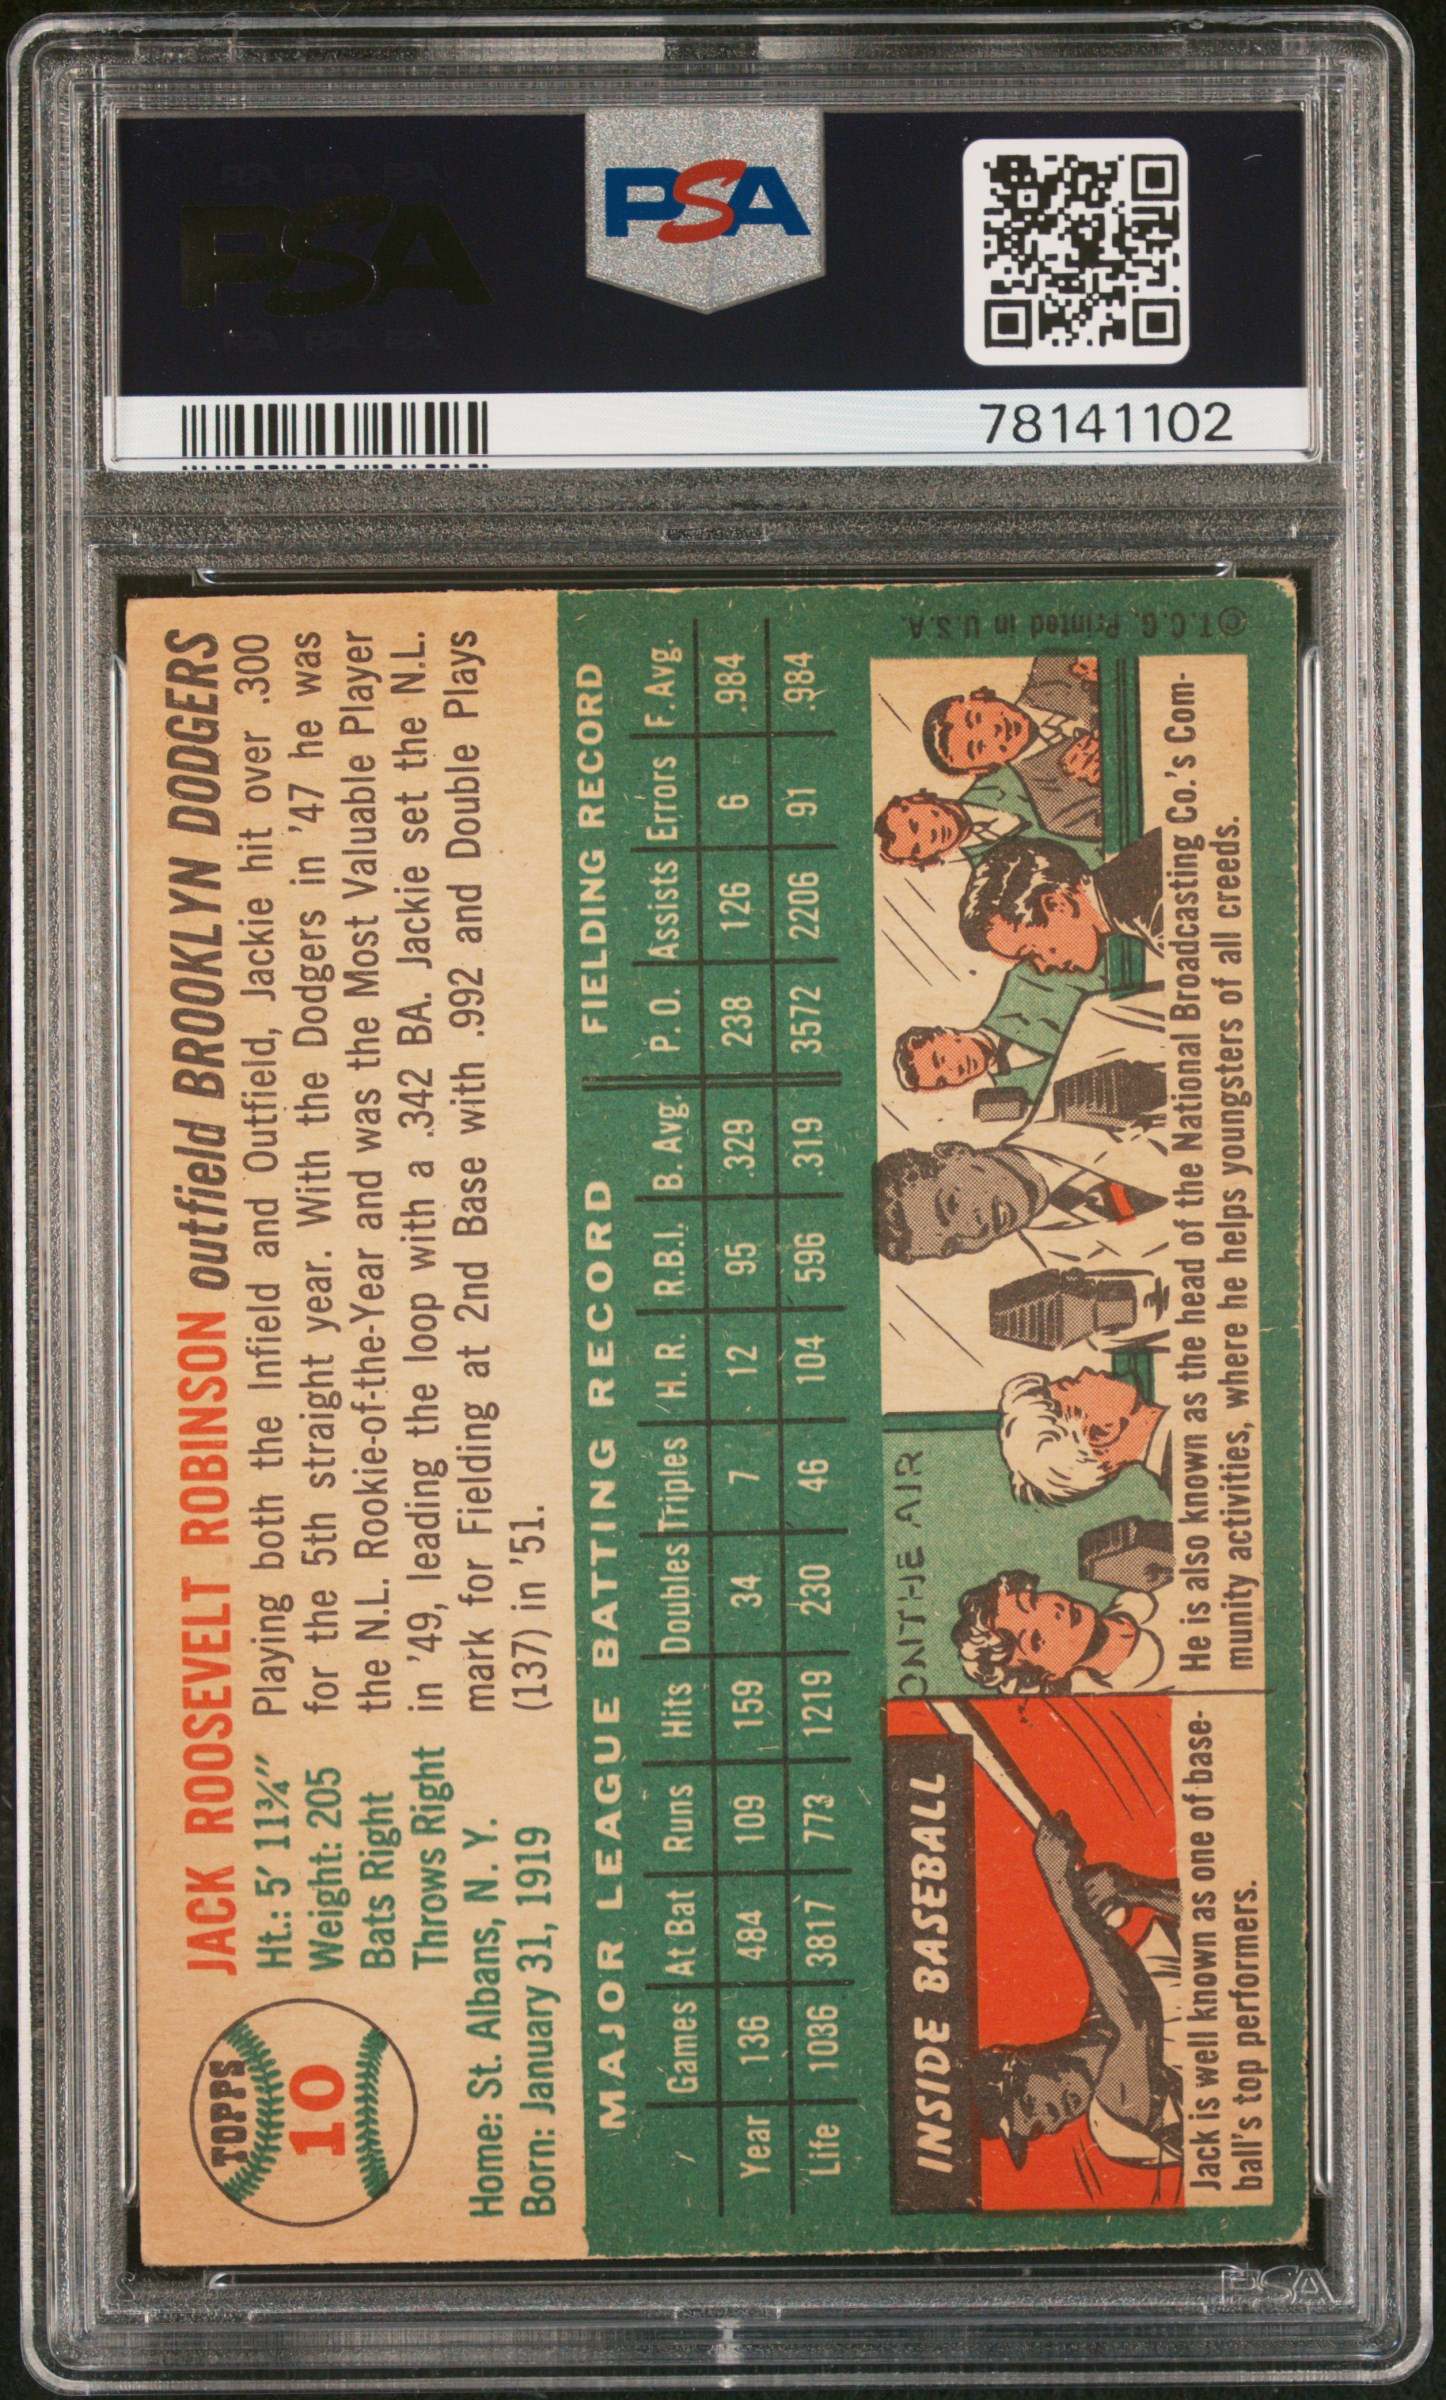 PSA
PSA
78141102
TOPPS
10
JACK ROOSEVELT ROBINSON outfield BROOKLYN DODGERS
Ht.: 5' 11¾"
Weight: 205
Bats Right
Throws Right
Home: St. Albans, N. Y.
Born: January 31, 1919
Playing both the Infield and Outfield, Jackie hit over .300
for the 5th straight year. With the Dodgers in '47 he was
the N.L. Rookie-of-the-Year and was the Most Valuable Player
in '49, leading the loop with a .342 BA. Jackie set the N.L.
mark for Fielding at 2nd Base with .992 and Double Plays
(137) in '51.
MAJOR LEAGUE BATTING RECORD FIELDING RECORD
Games At Bat Runs Hits Doubles Triples H. R. R.B.I. B. Avg. P. O. Assists Errors F. Avg.
Year 136 484 109 159 34 7 12 95 .329 238 126 6 .984
Life 1036 3817 773 1219 230 46 104 596 .319 3572 2206 91 .984
INSIDE BASEBALL
Jack is well known as one of base-
ball's top performers.
ON THE AIR
He is also known as the head of the National Broadcasting Co.'s Com-
munity activities, where he helps youngsters of all creeds.
© T.C.G. Printed in U.S.A.
PSA